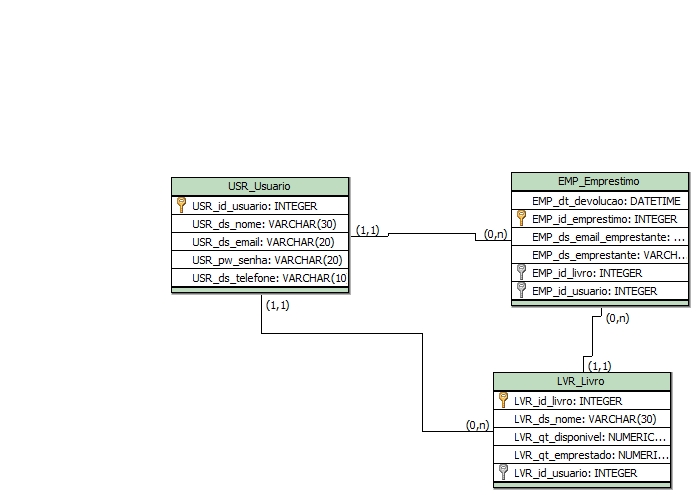 USR_Usuario
USR_id_usuario: INTEGER
USR_ds_nome: VARCHAR(30)
USR_ds_email: VARCHAR(20)
USR_pw_senha: VARCHAR(20)
USR_ds_telefone: VARCHAR(10
(1,1)
(0,n)
EMP_Emprestimo
EMP_dt_devolucao: DATETIME
EMP_id_emprestimo: INTEGER
EMP_ds_email_emprestante: ...
EMP_ds_emprestante: VARCH...
EMP_id_livro: INTEGER
EMP_id_usuario: INTEGER
(1,1)
(0,n)
(1,1)
(0,n)
LVR_Livro
LVR_id_livro: INTEGER
LVR_ds_nome: VARCHAR(30)
LVR_qt_disponivel: NUMERIC...
LVR_qt_emprestado: NUMERI...
LVR_id_usuario: INTEGER